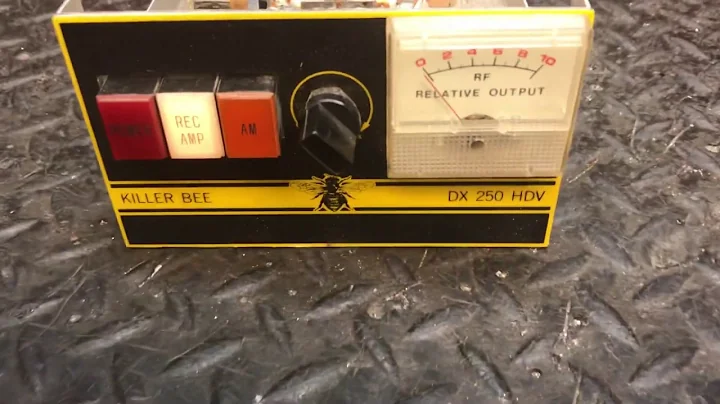 0 2 4 6 8 10
RF
RELATIVE OUTPUT
POWER
REC
AMP
AM
KILLER BEE
DX 250 HDV